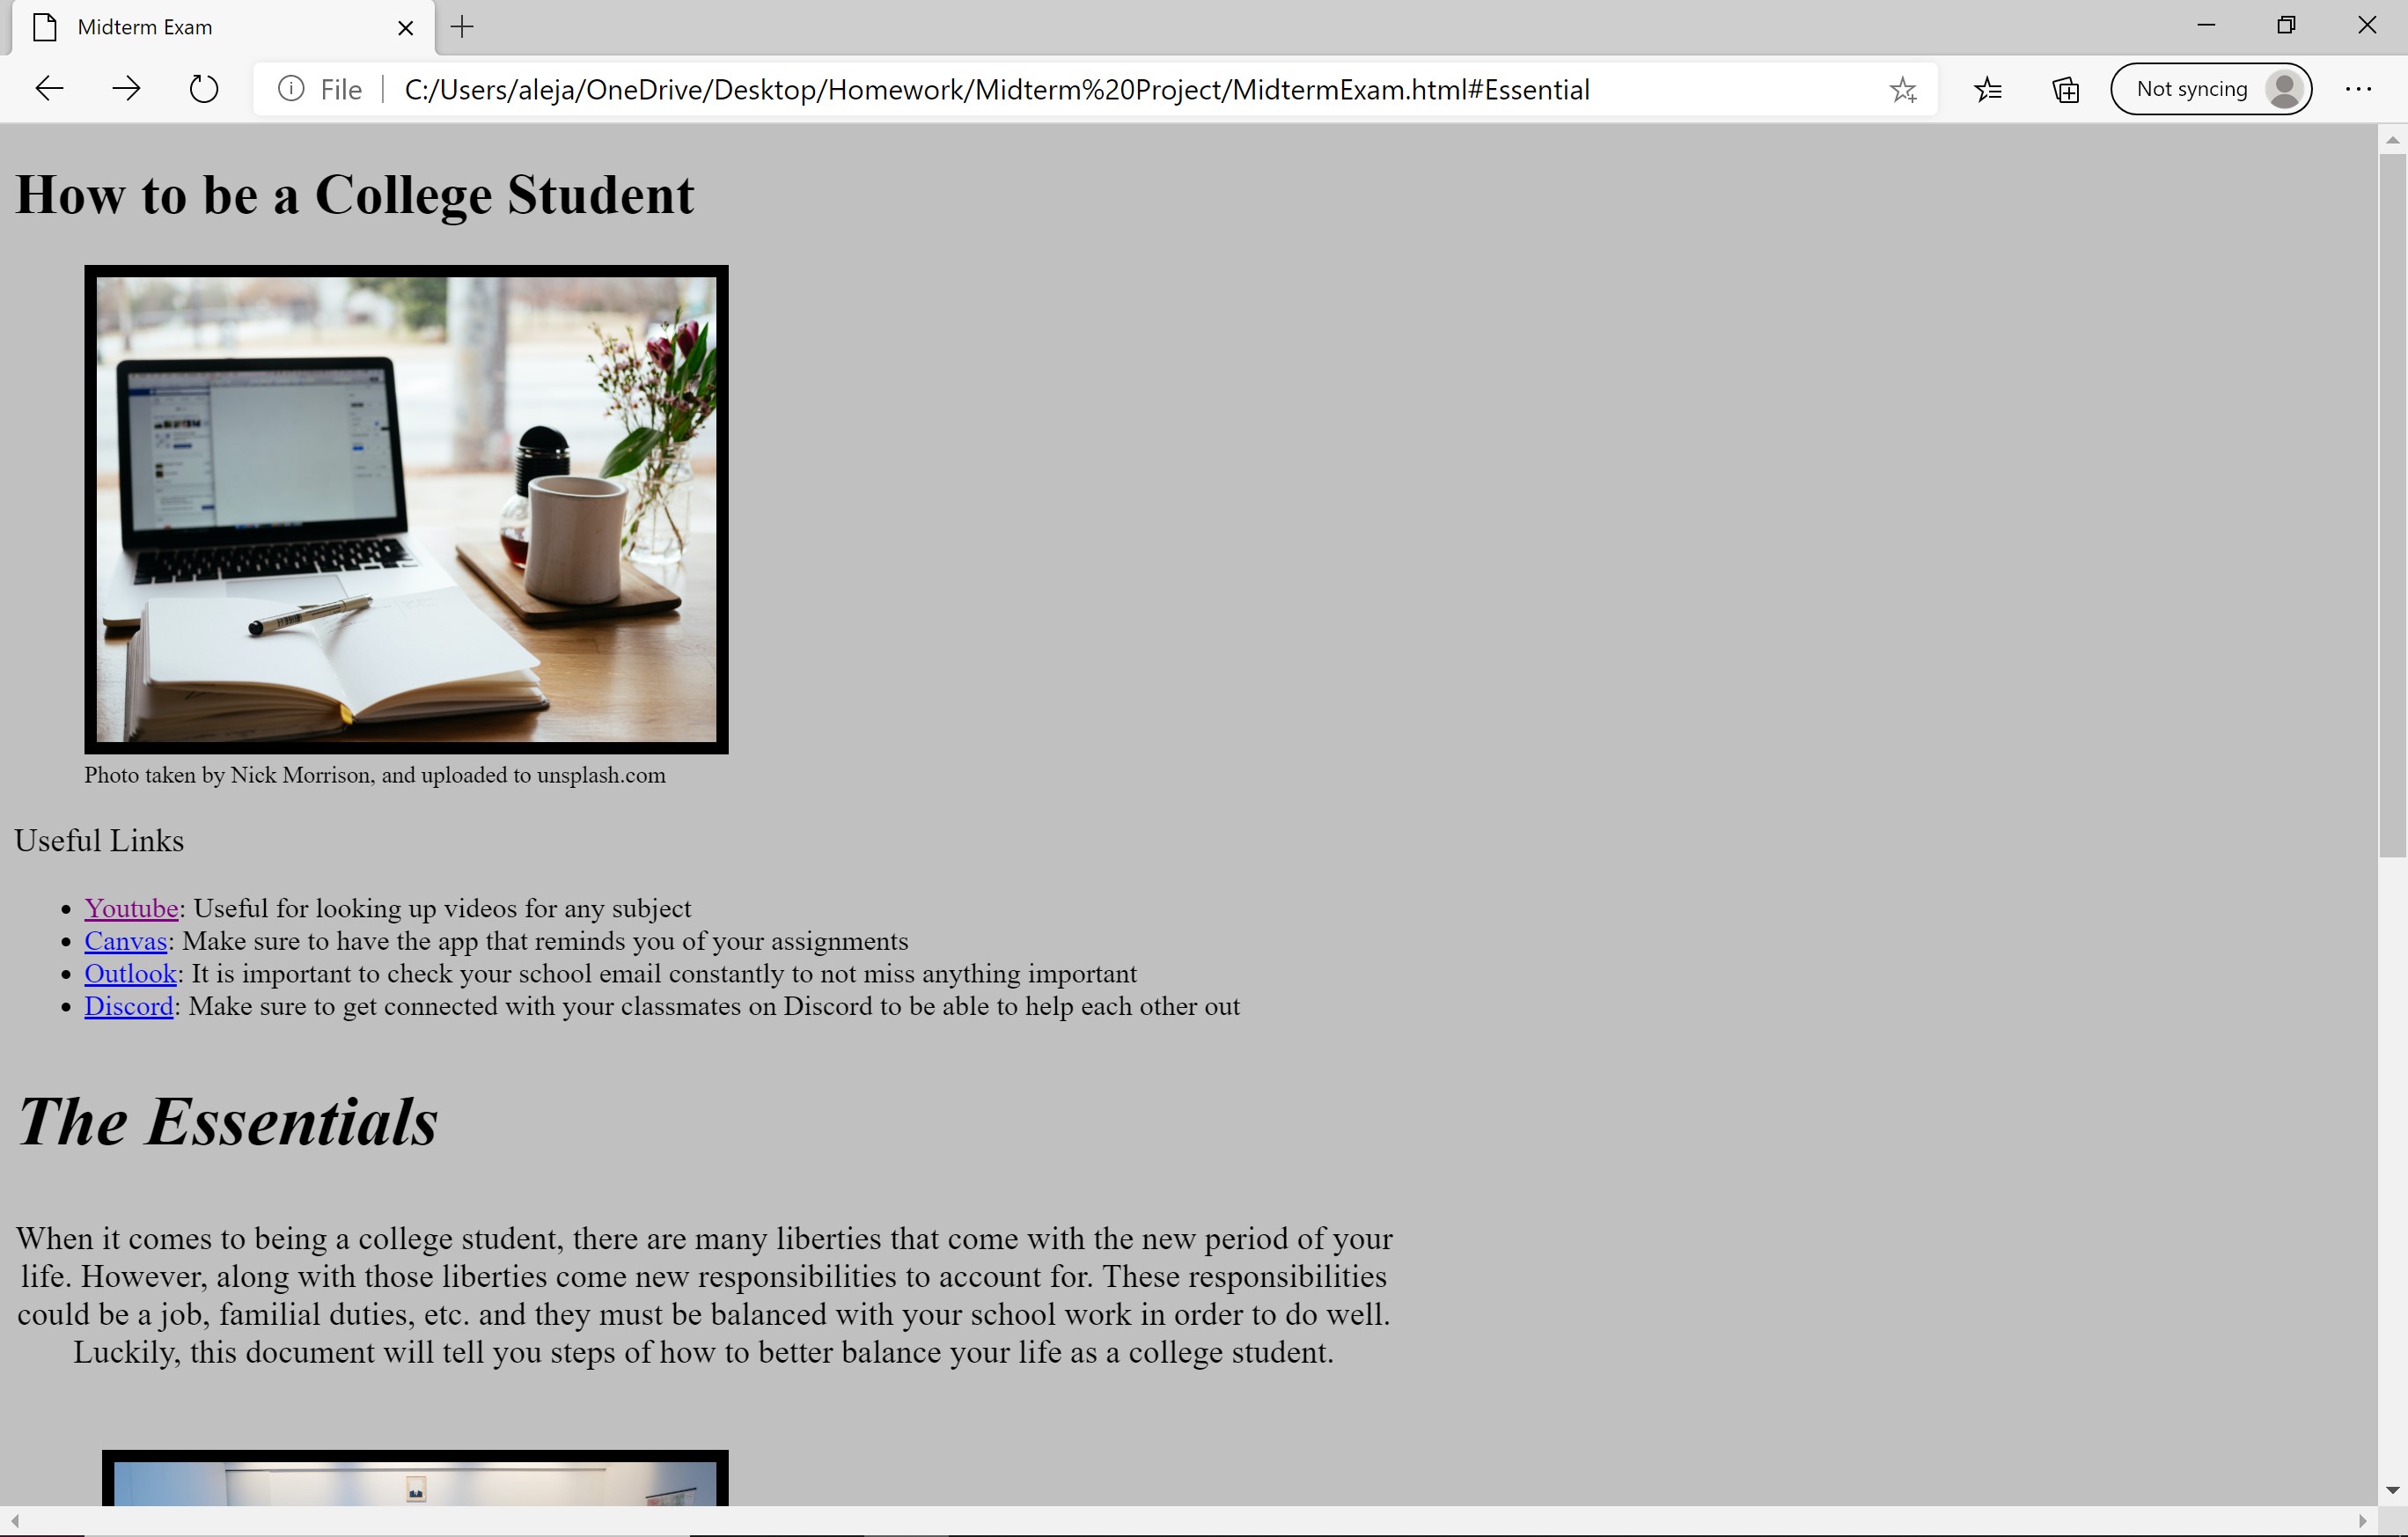 Midterm Exam
File
C:/Users/aleja/OneDrive/Desktop/Homework/Midterm%20Project/MidtermExam.html#Essential
Not syncing
How to be a College Student
Photo taken by Nick Morrison, and uploaded to unsplash.com
Useful Links
Youtube: Useful for looking up videos for any subject
Canvas: Make sure to have the app that reminds you of your assignments
Outlook: It is important to check your school email constantly to not miss anything important
Discord: Make sure to get connected with your classmates on Discord to be able to help each other out
The Essentials
When it comes to being a college student, there are many liberties that come with the new period of your
life. However, along with those liberties come new responsibilities to account for. These responsibilities
could be a job, familial duties, etc. and they must be balanced with your school work in order to do well.
Luckily, this document will tell you steps of how to better balance your life as a college student.